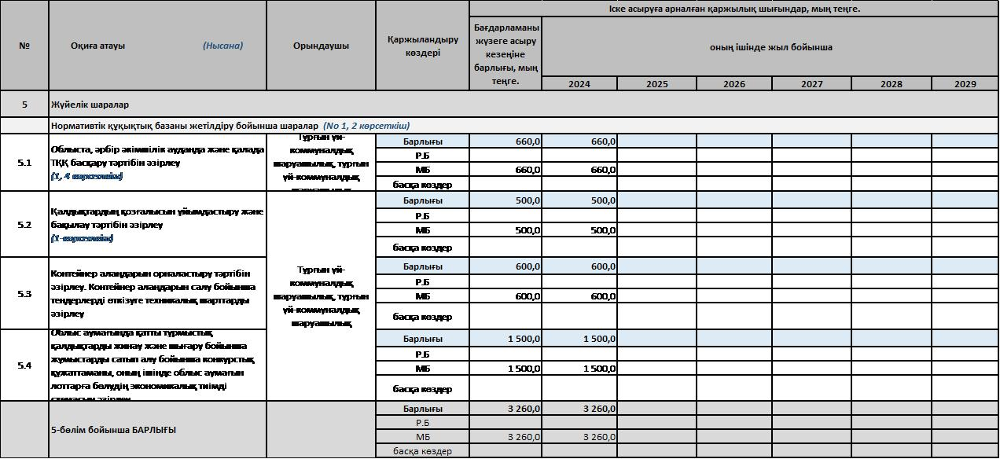 Іске асыруға арналған қаржылық шығындар, мың теңге.
№ Оқиға атауы (Нысана) Орындаушы
Қаржыландыру
көздері
Бағдарламаны
жүзеге асыру
кезеңіне
барлығы, мың
теңге.
оның ішінде жыл бойынша
2024 2025 2026 2027 2028 2029
5 Жүйелік шаралар
Нормативтік құқықтық базаны жетілдіру бойынша шаралар (No 1, 2 көрсеткіш)
5.1
Облыста, әрбір әкімшілік ауданда және қалада
ТҚҚ басқару тәртібін әзірлеу
(1, 4
Тұрғын үй-
коммуналдық
шаруашылық, тұрғын
үй-коммуналдық
Барлығы 660,0 660,0
Р.Б
МБ 660,0 660,0
басқа көздер
5.2
Қалдықтардың қозғалысын ұйымдастыру және
бақылау тәртібін әзірлеу
Барлығы 500,0 500,0
Р.Б
МБ 500,0 500,0
басқа көздер
Тұрғын үй-
коммуналдық
шаруашылық, тұрғын
үй-коммуналдық
шаруашылық
5.3
Контейнер алаңдарын орналастыру тәртібін
әзірлеу. Контейнер алаңдарын салу бойынша
тендерлерді өткізуге техникалық шарттарды
әзірлеу
Барлығы 600,0 600,0
Р.Б
МБ 600,0 600,0
басқа көздер
5.4
Облыс аумағында қатты тұрмыстық
қалдықтарды жинау және шығару бойынша
жұмыстарды сатып алу бойынша конкурстық
құжаттаманы, оның ішінде облыс аумағын
лоттарға бөлудің экономикалық тиімді
Барлығы 1 500,0 1 500,0
Р.Б
МБ 1 500,0 1 500,0
басқа көздер
5-бөлім бойынша БАРЛЫҒЫ
Барлығы 3 260,0 3 260,0
Р.Б
МБ 3 260,0 3 260,0
басқа көздер